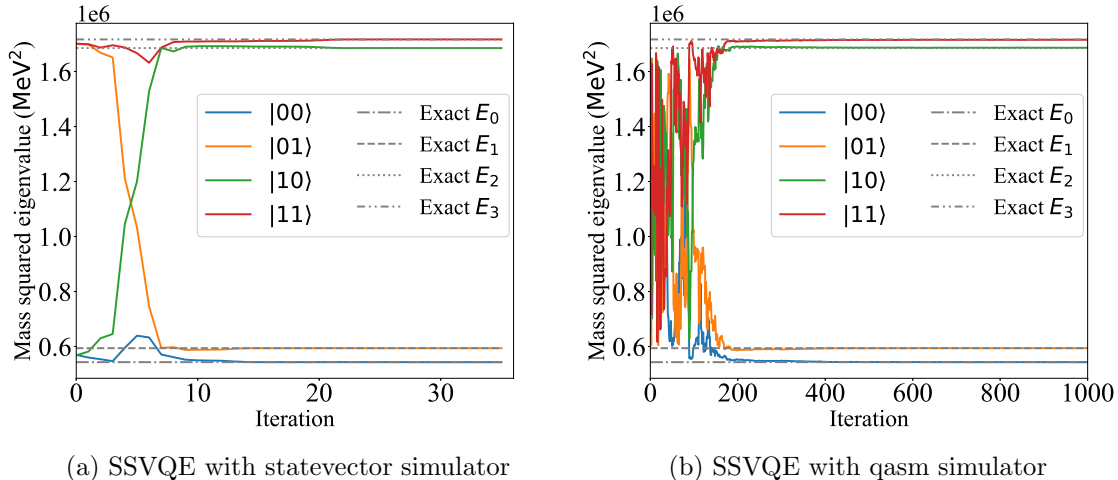 1e6
Mass squared eigenvalue (MeV²)
1.6
1.4
1.2
1.0
0.8
0.6
|00⟩
|01⟩
|10⟩
|11⟩
Exact E₀
Exact E₁
Exact E₂
Exact E₃
0 10 20 30
Iteration
(a) SSVQE with statevector simulator
1e6
Mass squared eigenvalue (MeV²)
1.6
1.4
1.2
1.0
0.8
0.6
|00⟩
|01⟩
|10⟩
|11⟩
Exact E₀
Exact E₁
Exact E₂
Exact E₃
0 200 400 600 800 1000
Iteration
(b) SSVQE with qasm simulator